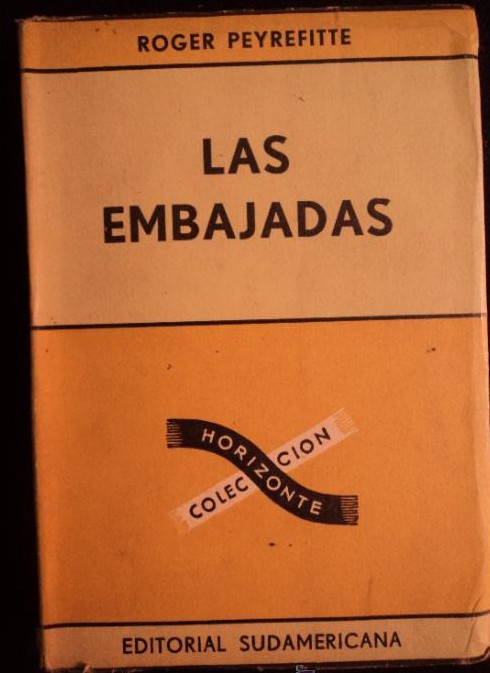 ROGER PEYREFITTE
LAS
EMBAJADAS
COLECCION
HORIZONTE
EDITORIAL SUDAMERICANA